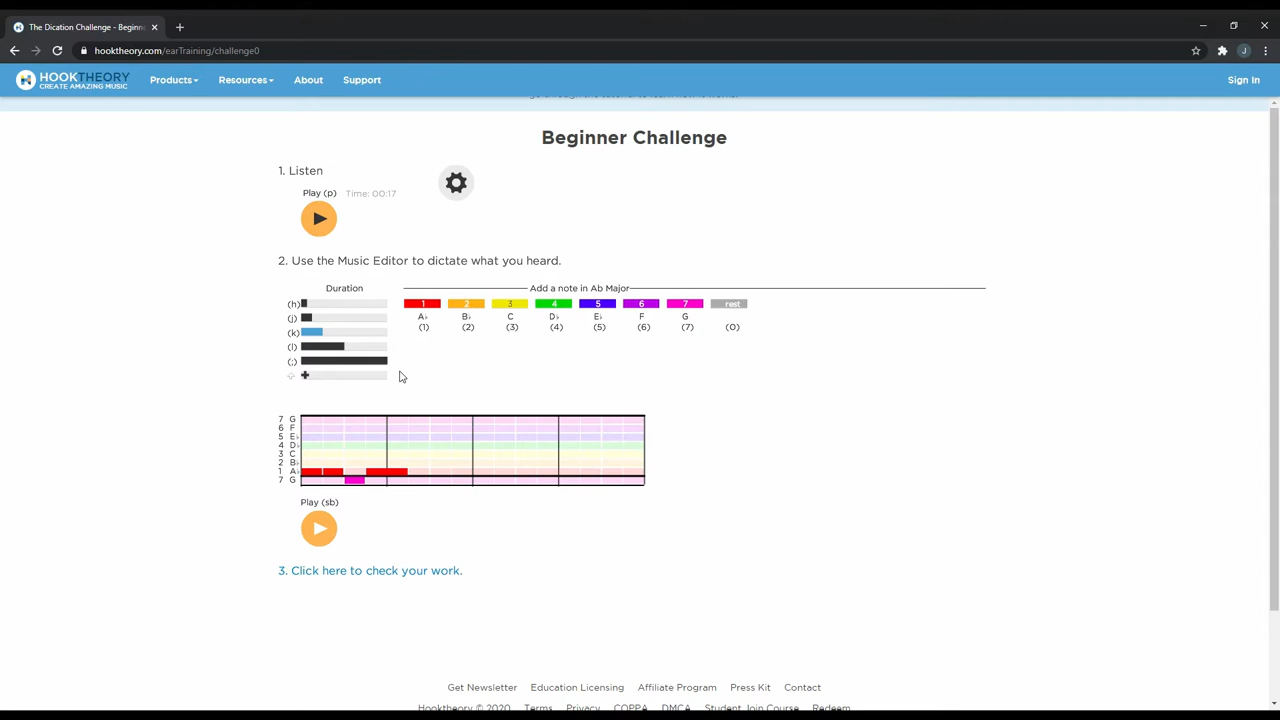 The Dication Challenge - Beginn
hooktheory.com/earTraining/challenge0
J
HOOKTHEORY
CREATE AMAZING MUSIC
Products
Resources
About
Support
Sign In
Beginner Challenge
1. Listen
Play (p) Time: 00:17
2. Use the Music Editor to dictate what you heard.
Duration
Add a note in Ab Major
(h)
(j)
(k)
(l)
(;)
1 2 3 4 5 6 7 rest
A♭ B♭ C D♭ E♭ F G
(1) (2) (3) (4) (5) (6) (7) (0)
7 G
6 F
5 E♭
4 D♭
3 C
2 B♭
1 A♭
7 G
Play (sb)
3. Click here to check your work.
Get Newsletter Education Licensing Affiliate Program Press Kit Contact
Hooktheory © 2020 Terms Privacy COPPA DMCA Student Join Course Redeem